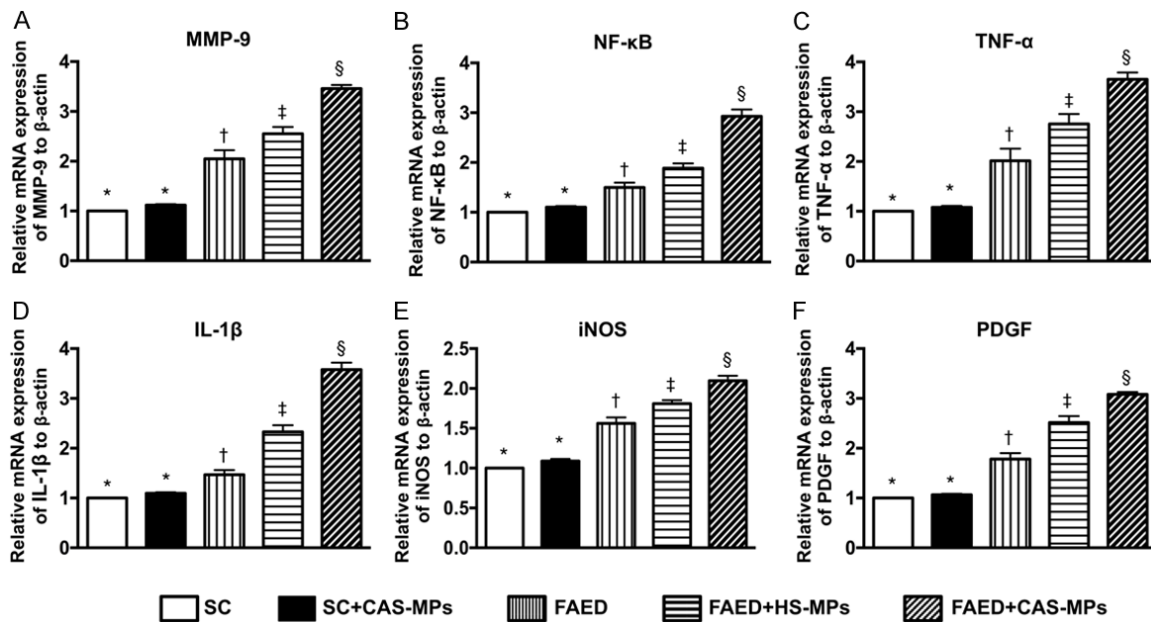 A
MMP-9
Relative mRNA expression
of MMP-9 to β-actin
4
3
2
1
0
*
*
†
‡
§
B
NF-κB
Relative mRNA expression
of NF-κB to β-actin
4
3
2
1
0
*
*
†
‡
§
C
TNF-α
Relative mRNA expression
of TNF-α to β-actin
4
3
2
1
0
*
*
†
‡
§
D
IL-1β
Relative mRNA expression
of IL-1β to β-actin
4
3
2
1
0
*
*
†
‡
§
E
iNOS
Relative mRNA expression
of iNOS to β-actin
2.5
2.0
1.5
1.0
0.5
0.0
*
*
†
‡
§
F
PDGF
Relative mRNA expression
of PDGF to β-actin
4
3
2
1
0
*
*
†
‡
§
SC
SC+CAS-MPs
FAED
FAED+HS-MPs
FAED+CAS-MPs